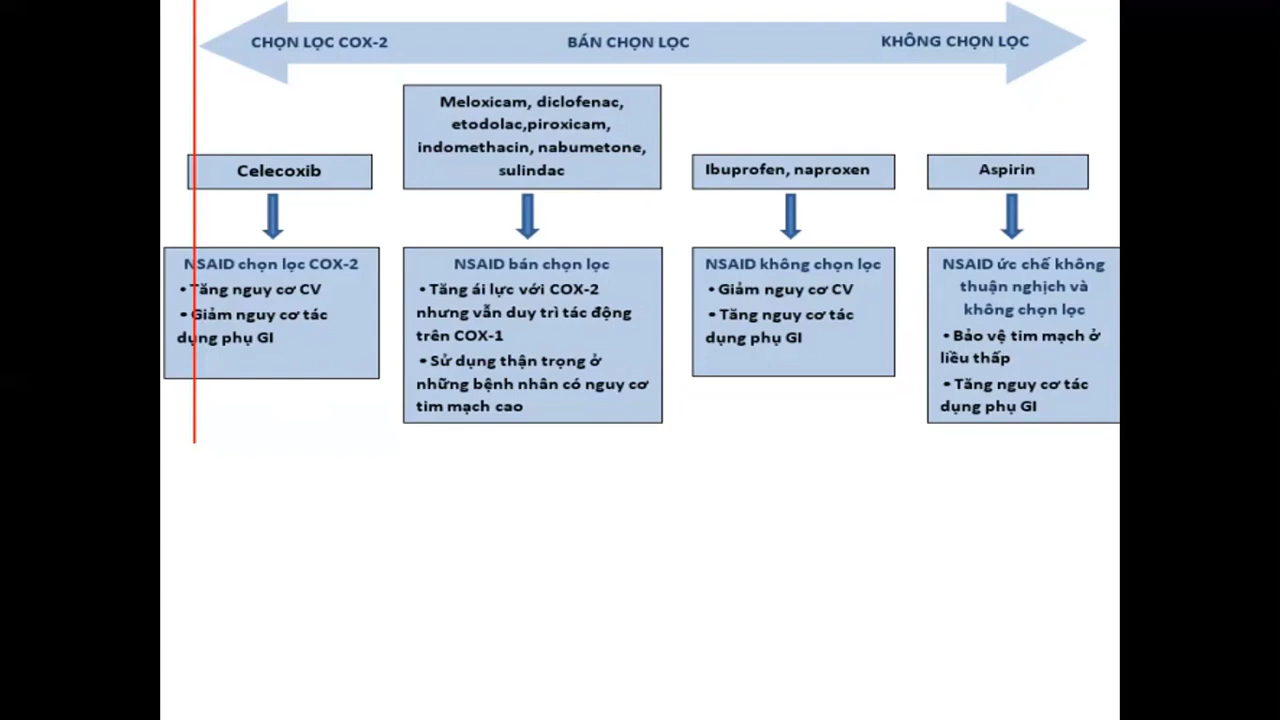 CHỌN LỌC COX-2
BÁN CHỌN LỌC
KHÔNG CHỌN LỌC
Celecoxib
NSAID chọn lọc COX-2
• Tăng nguy cơ CV
• Giảm nguy cơ tác
dụng phụ GI
Meloxicam, diclofenac,
etodolac,piroxicam,
indomethacin, nabumetone,
sulindac
NSAID bán chọn lọc
• Tăng ái lực với COX-2
nhưng vẫn duy trì tác động
trên COX-1
• Sử dụng thận trọng ở
những bệnh nhân có nguy cơ
tim mạch cao
Ibuprofen, naproxen
NSAID không chọn lọc
• Giảm nguy cơ CV
• Tăng nguy cơ tác
dụng phụ GI
Aspirin
NSAID ức chế không
thuận nghịch và
không chọn lọc
• Bảo vệ tim mạch ở
liều thấp
• Tăng nguy cơ tác
dụng phụ GI